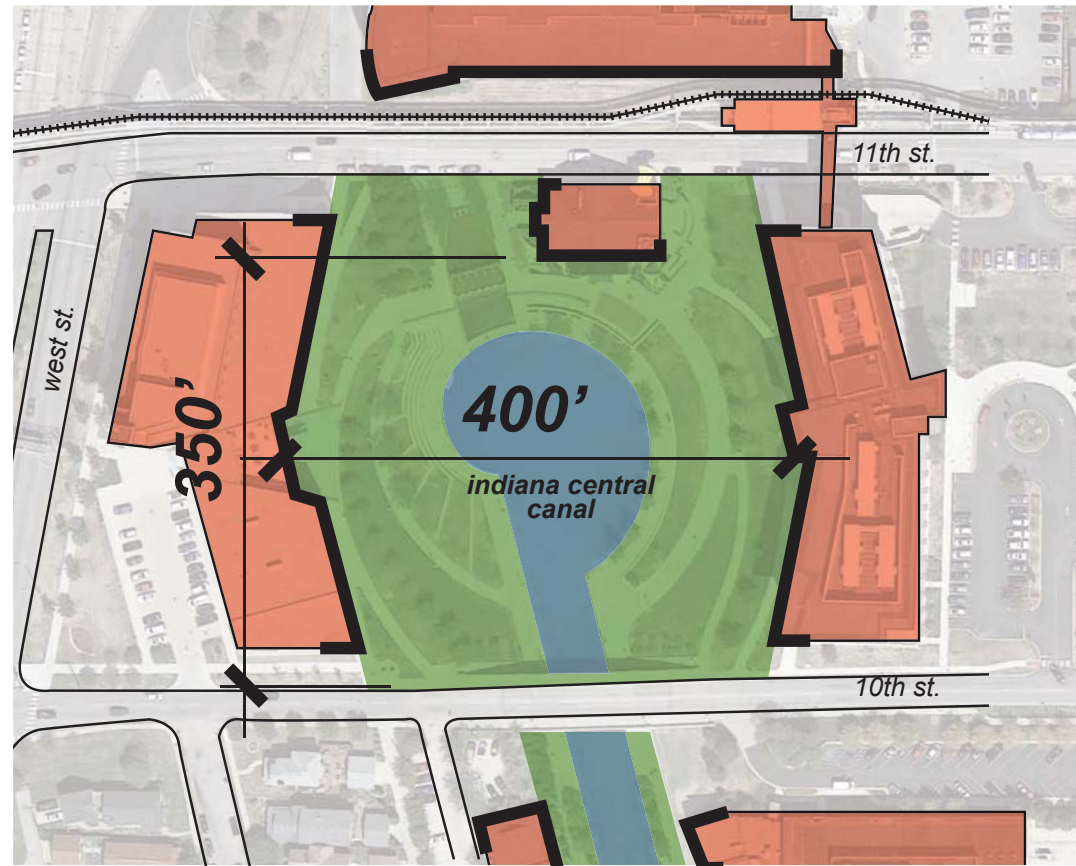 11th st.
west st.
350’
400’
indiana central
canal
10th st.